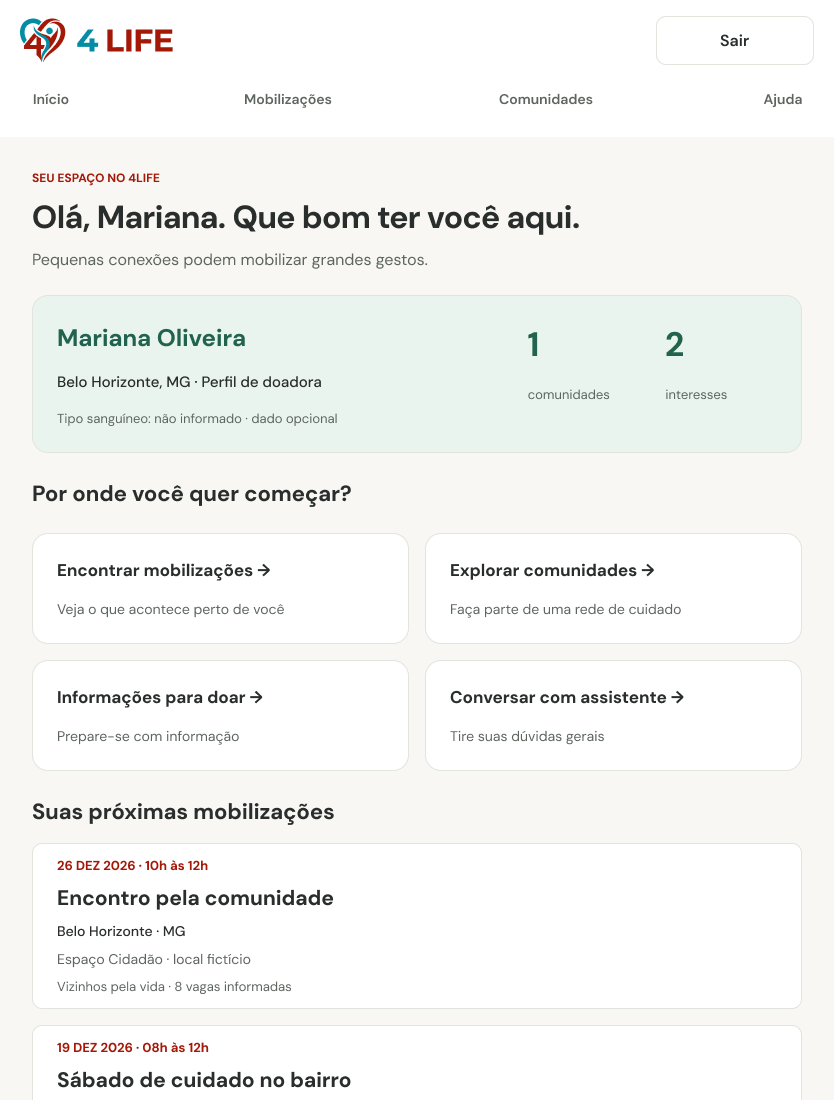 4 LIFE
Sair
Início
Mobilizações
Comunidades
Ajuda
SEU ESPAÇO NO 4LIFE
Olá, Mariana. Que bom ter você aqui.
Pequenas conexões podem mobilizar grandes gestos.
Mariana Oliveira
Belo Horizonte, MG · Perfil de doadora
Tipo sanguíneo: não informado · dado opcional
1
comunidades
2
interesses
Por onde você quer começar?
Encontrar mobilizações →
Veja o que acontece perto de você
Explorar comunidades →
Faça parte de uma rede de cuidado
Informações para doar →
Prepare-se com informação
Conversar com assistente →
Tire suas dúvidas gerais
Suas próximas mobilizações
26 DEZ 2026 · 10h às 12h
Encontro pela comunidade
Belo Horizonte · MG
Espaço Cidadão · local fictício
Vizinhos pela vida · 8 vagas informadas
19 DEZ 2026 · 08h às 12h
Sábado de cuidado no bairro